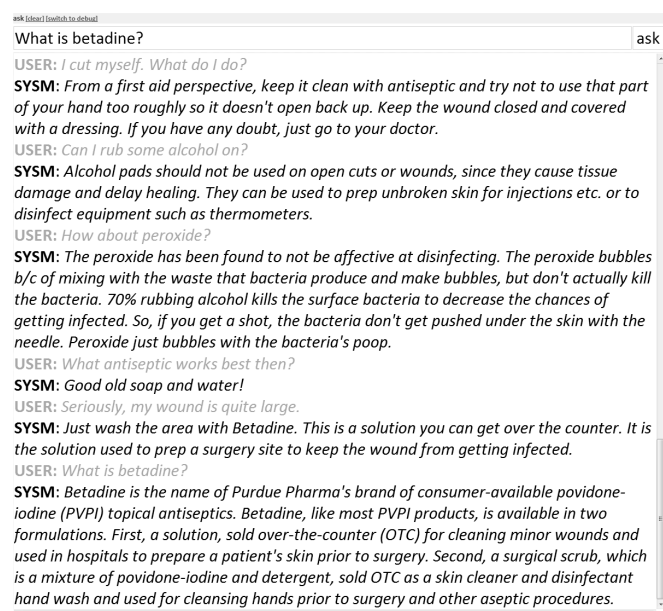 ask [clear] [switch to debug]
What is betadine? ask
USER: I cut myself. What do I do?
SYSM: From a first aid perspective, keep it clean with antiseptic and try not to use that part
of your hand too roughly so it doesn't open back up. Keep the wound closed and covered
with a dressing. If you have any doubt, just go to your doctor.
USER: Can I rub some alcohol on?
SYSM: Alcohol pads should not be used on open cuts or wounds, since they cause tissue
damage and delay healing. They can be used to prep unbroken skin for injections etc. or to
disinfect equipment such as thermometers.
USER: How about peroxide?
SYSM: The peroxide has been found to not be affective at disinfecting. The peroxide bubbles
b/c of mixing with the waste that bacteria produce and make bubbles, but don't actually kill
the bacteria. 70% rubbing alcohol kills the surface bacteria to decrease the chances of
getting infected. So, if you get a shot, the bacteria don't get pushed under the skin with the
needle. Peroxide just bubbles with the bacteria's poop.
USER: What antiseptic works best then?
SYSM: Good old soap and water!
USER: Seriously, my wound is quite large.
SYSM: Just wash the area with Betadine. This is a solution you can get over the counter. It is
the solution used to prep a surgery site to keep the wound from getting infected.
USER: What is betadine?
SYSM: Betadine is the name of Purdue Pharma's brand of consumer-available povidone-
iodine (PVPI) topical antiseptics. Betadine, like most PVPI products, is available in two
formulations. First, a solution, sold over-the-counter (OTC) for cleaning minor wounds and
used in hospitals to prepare a patient's skin prior to surgery. Second, a surgical scrub, which
is a mixture of povidone-iodine and detergent, sold OTC as a skin cleaner and disinfectant
hand wash and used for cleansing hands prior to surgery and other aseptic procedures.